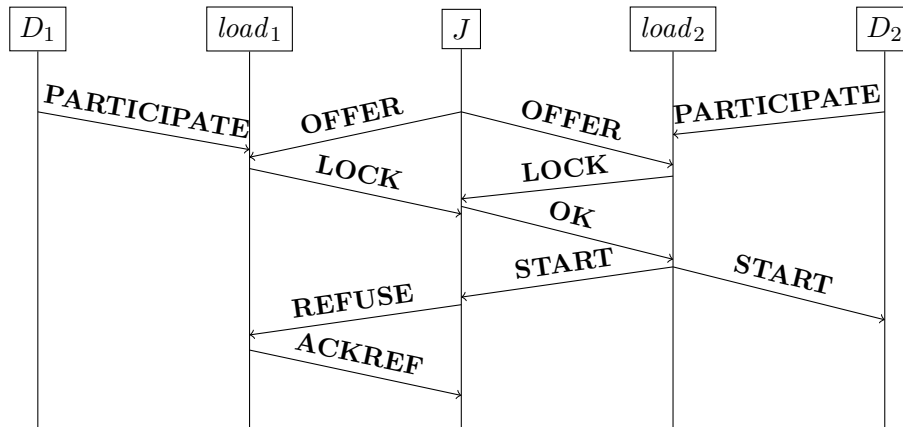 D₁ load₁ J load₂ D₂
PARTICIPATE OFFER OFFER PARTICIPATE
LOCK LOCK
OK
START START
REFUSE
ACKREF